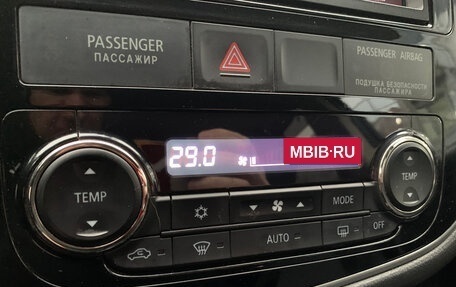 PASSENGER
ПАССАЖИР
PASSENGER AIRBAG
ПОДУШКА БЕЗОПАСНОСТИ
ПАССАЖИРА
29.0
MBIB·RU
TEMP
TEMP
MODE
AUTO
OFF